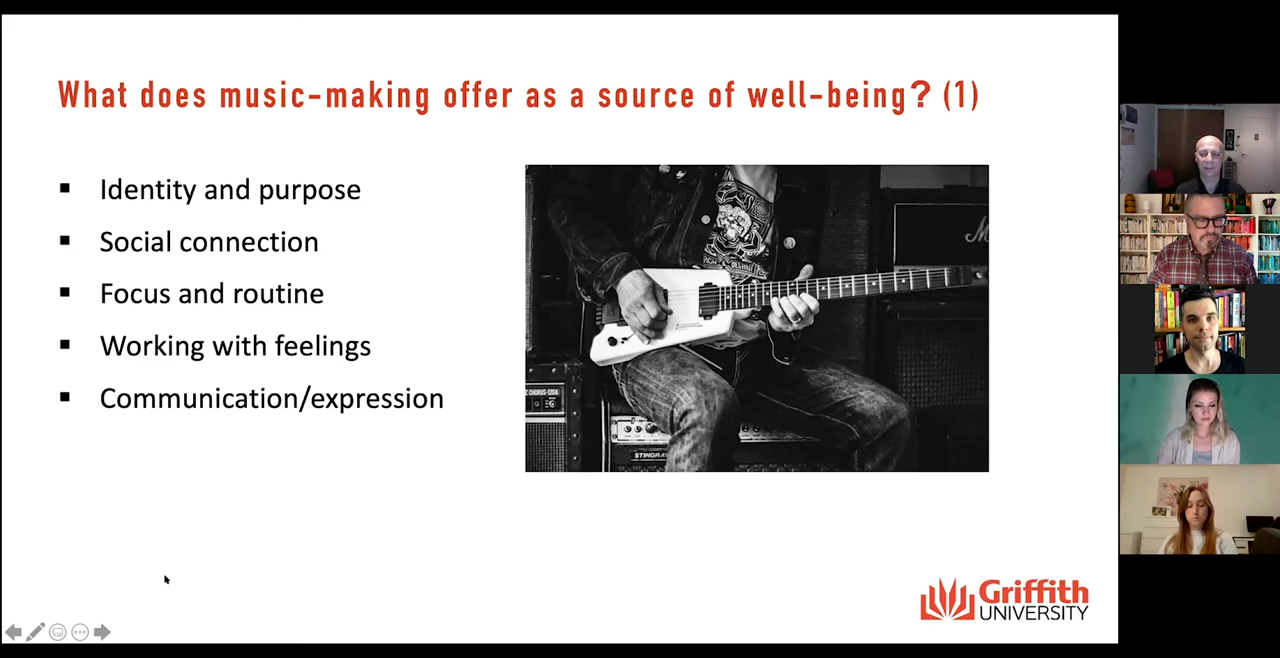 What does music-making offer as a source of well-being? (1)
Identity and purpose
Social connection
Focus and routine
Working with feelings
Communication/expression
STINGRAY
Griffith
UNIVERSITY